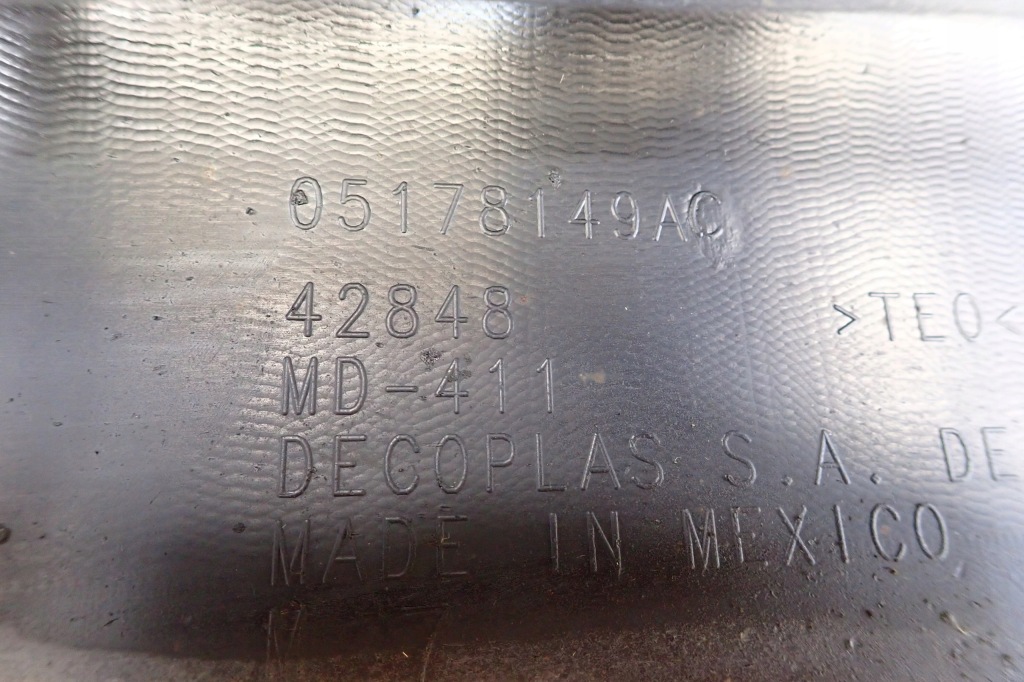 05178149AC
42848 >TEO<
MD-411
DECOPLAS S.A. DE
MADE IN MEXICO